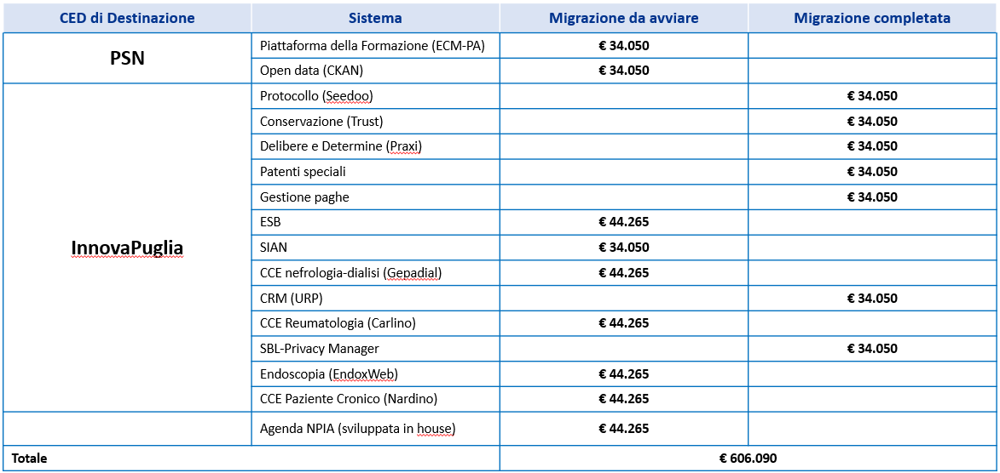 CED di Destinazione Sistema Migrazione da avviare Migrazione completata
PSN
Piattaforma della Formazione (ECM-PA) € 34.050
Open data (CKAN) € 34.050
InnovaPuglia
Protocollo (Seedoo) € 34.050
Conservazione (Trust) € 34.050
Delibere e Determine (Praxi) € 34.050
Patenti speciali € 34.050
Gestione paghe € 34.050
ESB € 44.265
SIAN € 34.050
CCE nefrologia-dialisi (Gepadial) € 44.265
CRM (URP) € 34.050
CCE Reumatologia (Carlino) € 44.265
SBL-Privacy Manager € 34.050
Endoscopia (EndoxWeb) € 44.265
CCE Paziente Cronico (Nardino) € 44.265
Agenda NPIA (sviluppata in house) € 44.265
Totale € 606.090